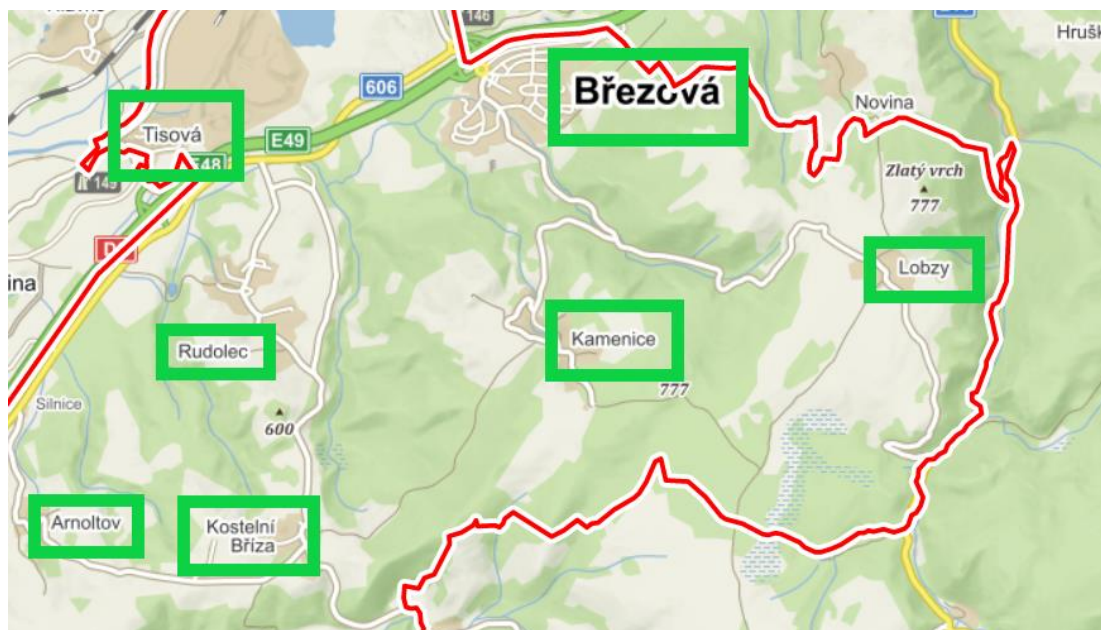 146
Hrušk
606
Březová
Novina
Tisová
E49
E48
149
Zlatý vrch
777
D6
Lobzy
ina
Kamenice
Rudolec
777
Silnice
600
Arnoltov
Kostelní
Bříza